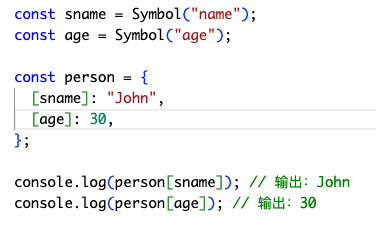 const sname = Symbol("name");
const age = Symbol("age");

const person = {
  [sname]: "John",
  [age]: 30,
};

console.log(person[sname]); // 输出：John
console.log(person[age]); // 输出：30